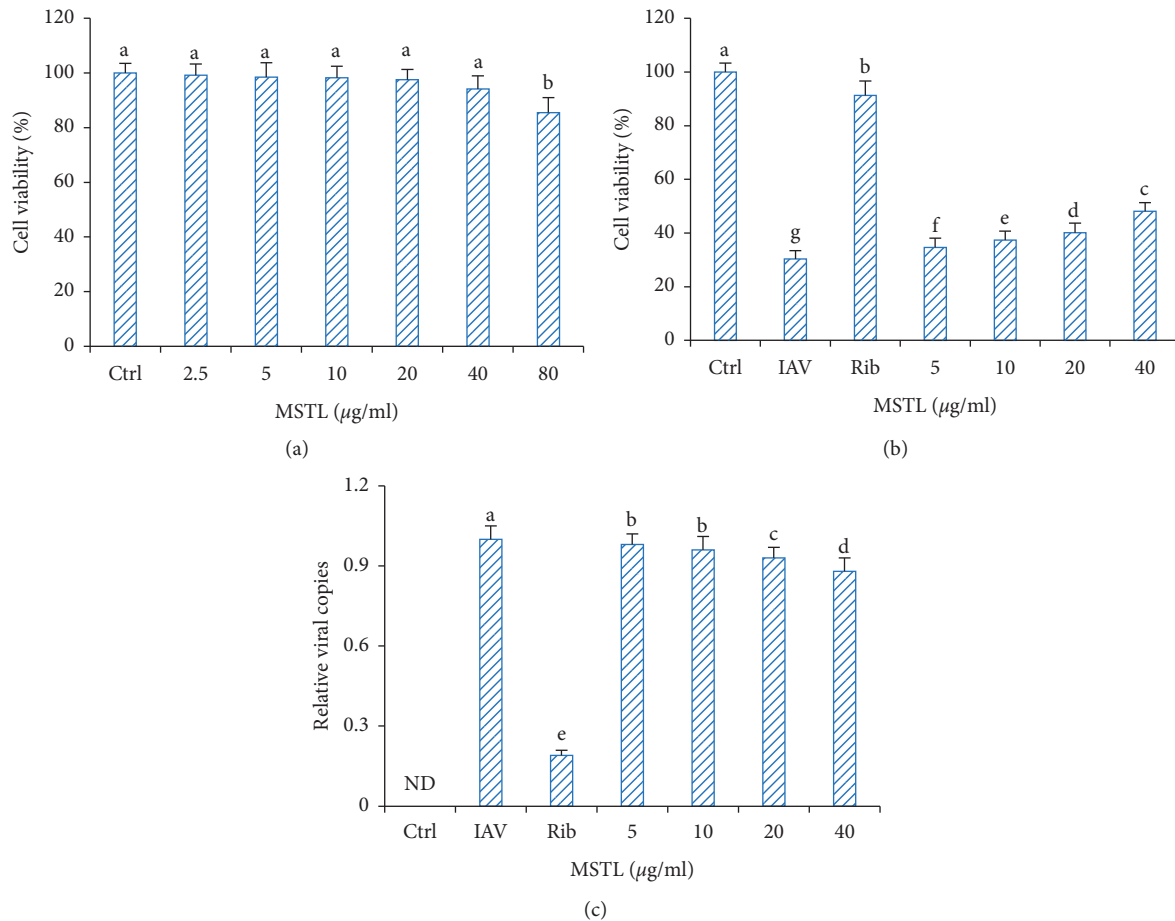 120
100
80
60
40
20
0
Cell viability (%)
a a a a a a b
Ctrl 2.5 5 10 20 40 80
MSTL (μg/ml)
(a)
120
100
80
60
40
20
0
Cell viability (%)
a g b f e d c
Ctrl IAV Rib 5 10 20 40
MSTL (μg/ml)
(b)
1.2
0.9
0.6
0.3
0
Relative viral copies
ND a e b b c d
Ctrl IAV Rib 5 10 20 40
MSTL (μg/ml)
(c)